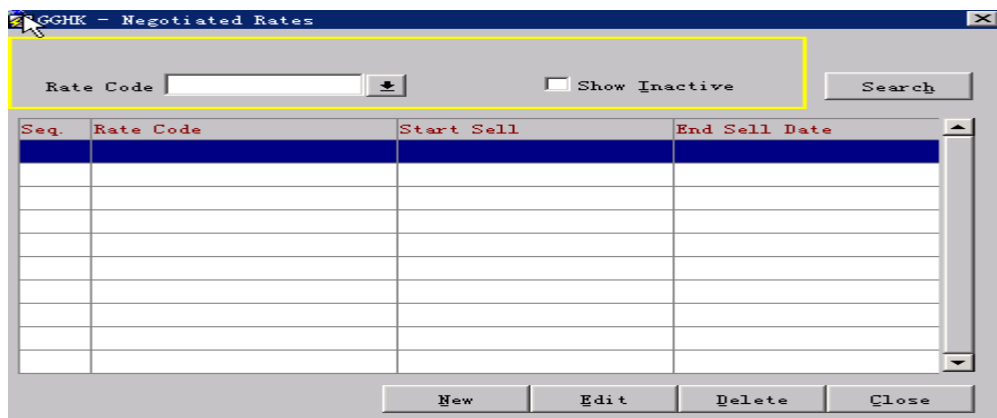 GGHK - Negotiated Rates
Rate Code
Show Inactive
Search
Seq. Rate Code Start Sell End Sell Date
New Edit Delete Close